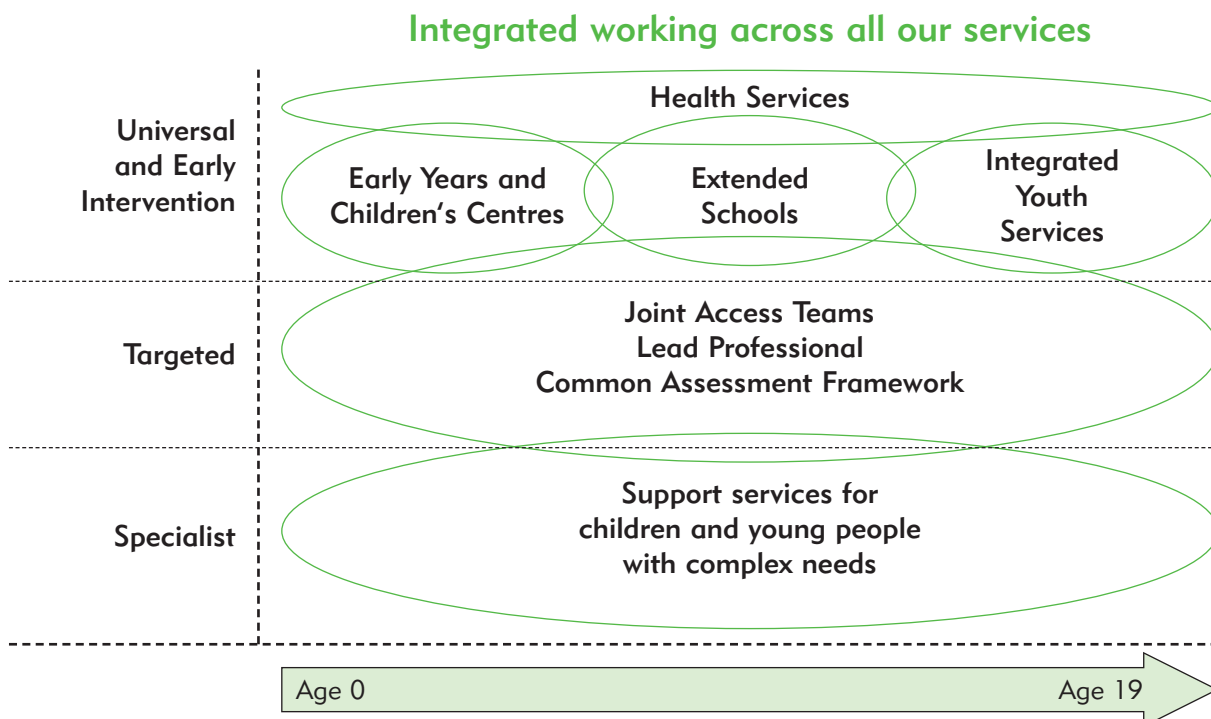 Integrated working across all our services
Health Services
Universal
and Early
Intervention
Early Years and
Children's Centres
Extended
Schools
Integrated
Youth
Services
Targeted
Joint Access Teams
Lead Professional
Common Assessment Framework
Specialist
Support services for
children and young people
with complex needs
Age 0
Age 19